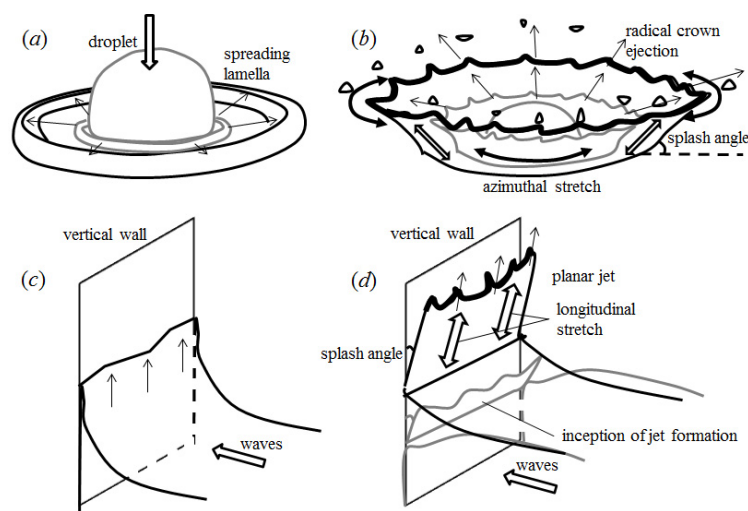 (a)
droplet
spreading
lamella
(b)
radical crown
ejection
splash angle
azimuthal stretch
vertical wall
(c)
waves
vertical wall
(d)
planar jet
longitudinal
stretch
splash angle
inception of jet formation
waves